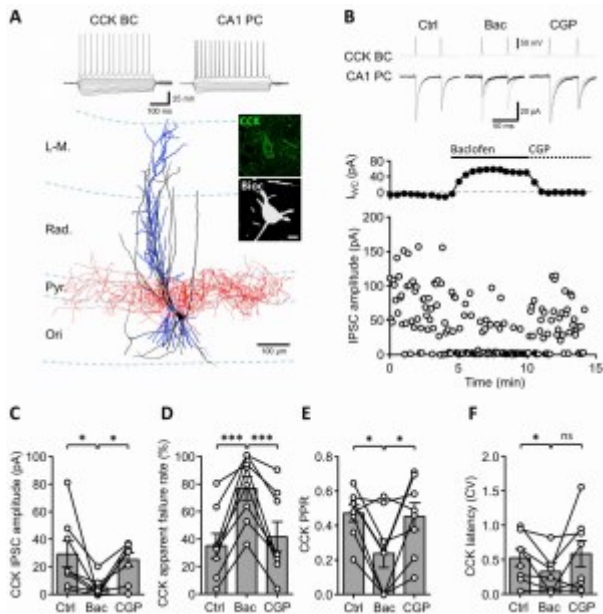 A
CCK BC
CA1 PC
25 mV
100 ms
L-M.
Rad.
Pyr.
Ori
CCK
Bioc
100 µm
B
Ctrl Bac CGP
50 mV
CCK BC
CA1 PC
20 pA
50 ms
Baclofen CGP
80
40
0
I_WC (pA)
200
150
100
50
0
IPSC amplitude (pA)
0 5 10 15
Time (min)
C
* *
100
80
60
40
20
0
CCK IPSC amplitude (pA)
Ctrl Bac CGP
D
*** ***
100
80
60
40
20
0
CCK apparent failure rate (%)
Ctrl Bac CGP
E
* *
1.0
0.8
0.6
0.4
0.2
0.0
CCK PPR
Ctrl Bac CGP
F
* ns
2.0
1.5
1.0
0.5
0.0
CCK latency (CV)
Ctrl Bac CGP